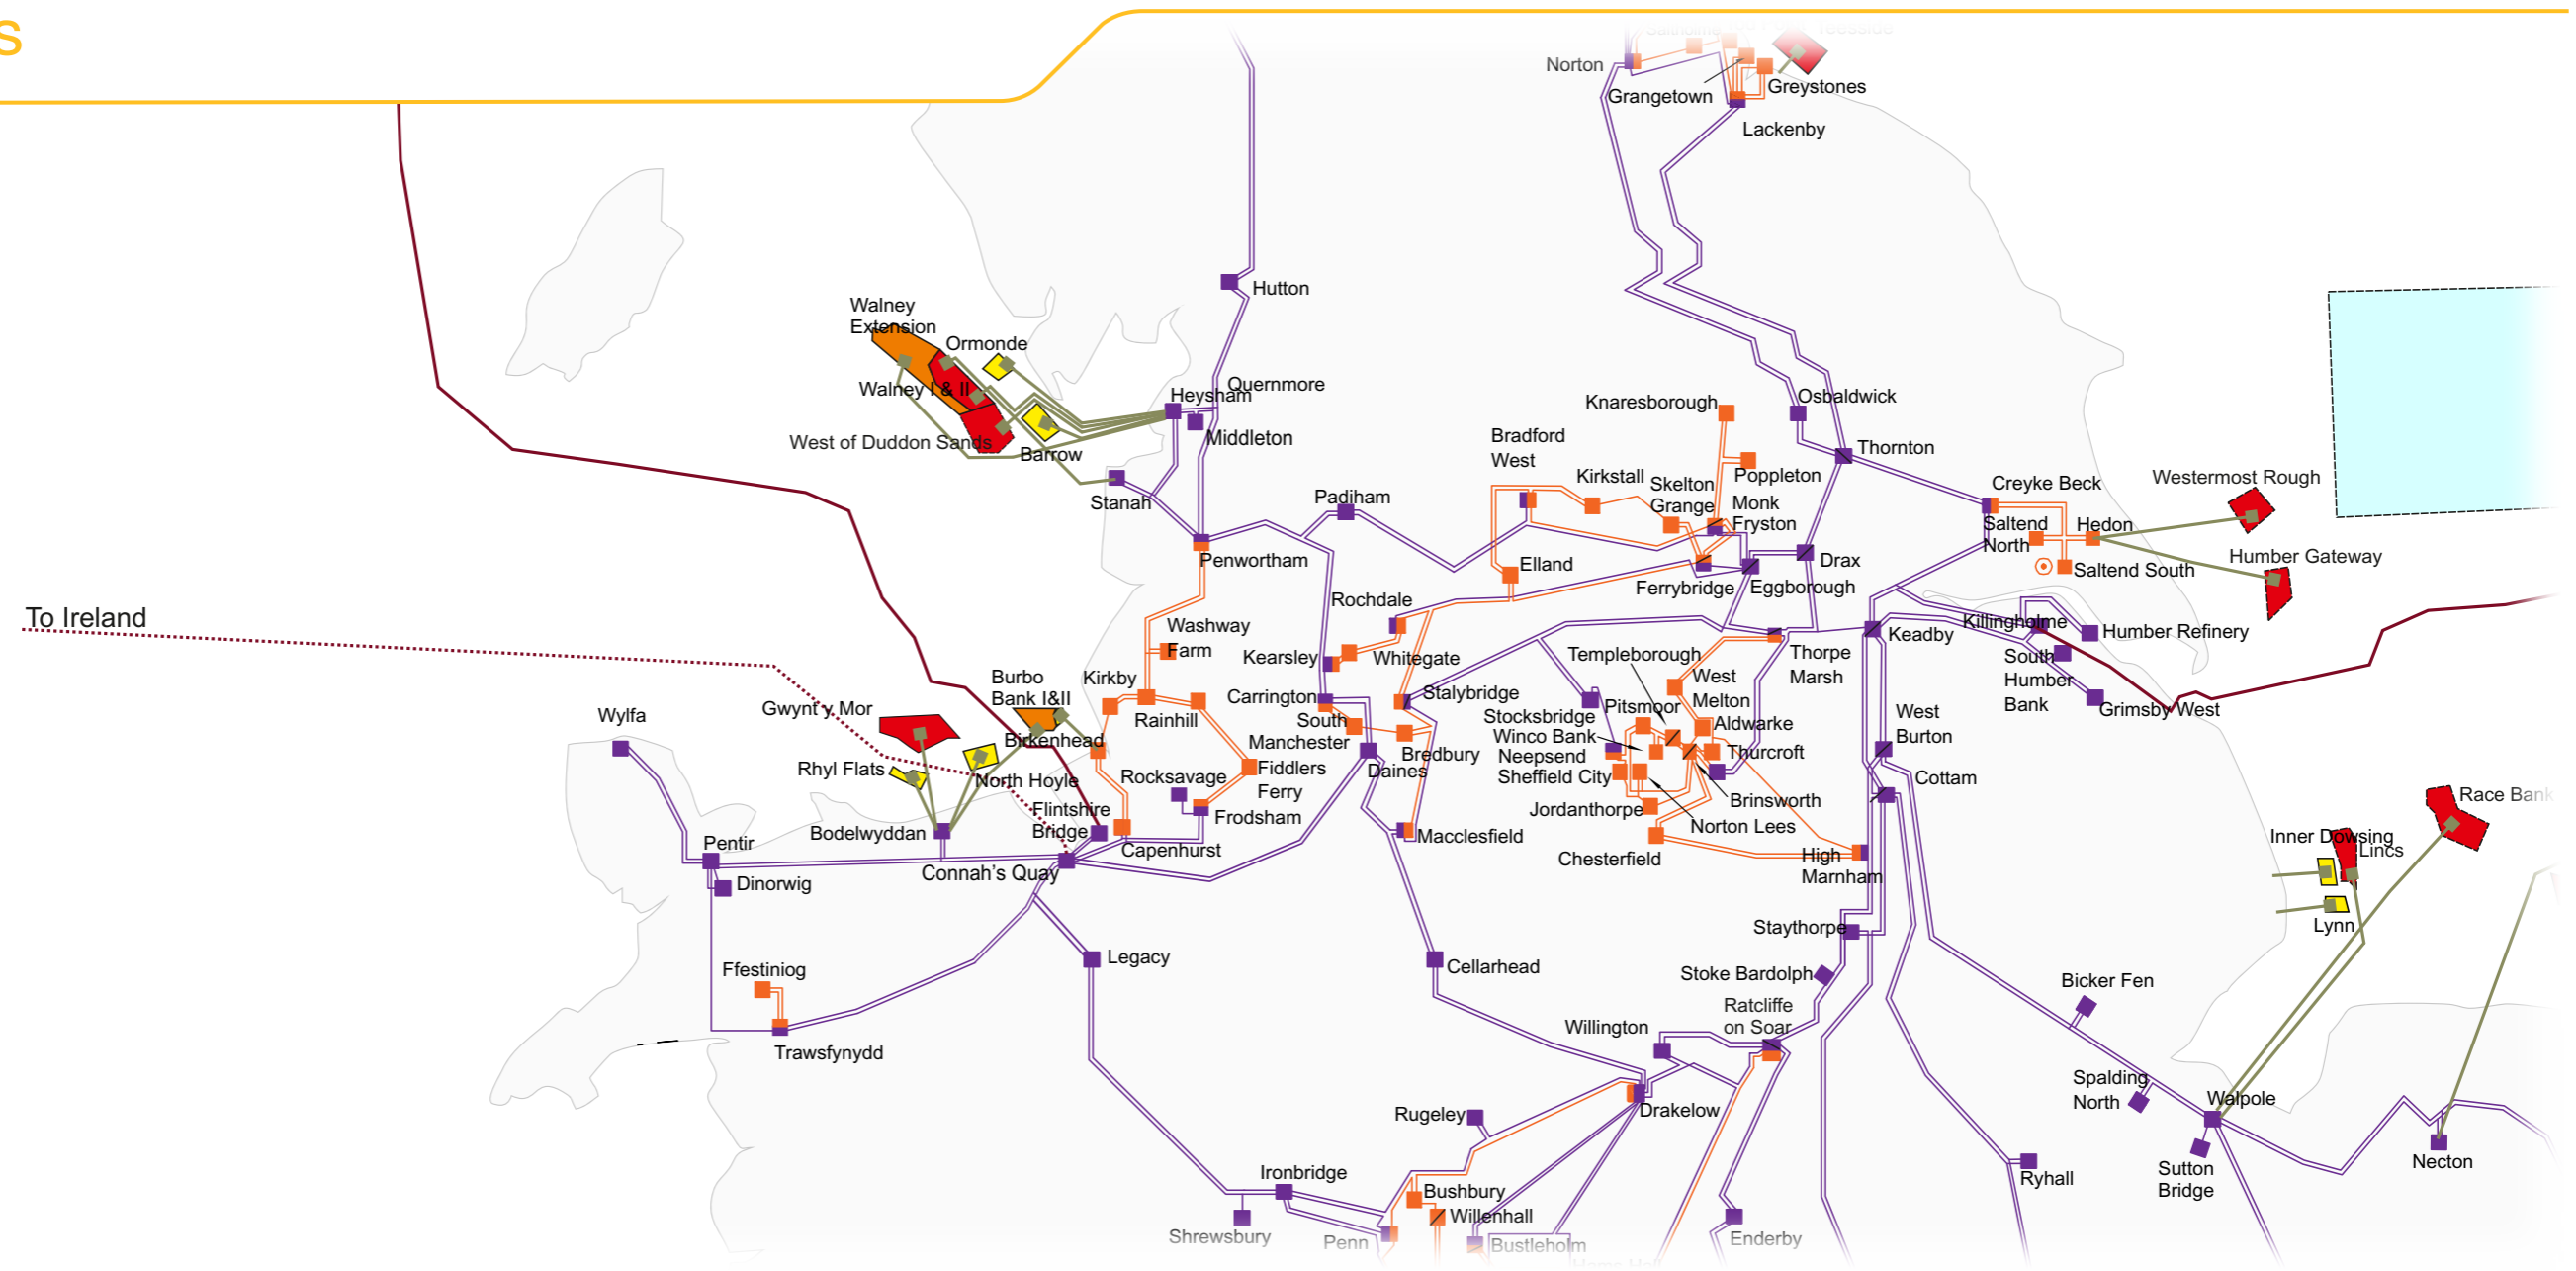 s
Saltholme
Teesside
Norton
Grangetown
Greystones
Lackenby
Hutton
Walney
Extension
Ormonde
Walney I & II
West of Duddon Sands
Barrow
Quernmore
Heysham
Middleton
Stanah
Penwortham
Padiham
Knaresborough
Osbaldwick
Bradford
West
Kirkstall
Skelton
Grange
Poppleton
Monk
Fryston
Thornton
Creyke Beck
Westermost Rough
Saltend
North
Hedon
Humber Gateway
Saltend South
Elland
Ferrybridge
Eggborough
Drax
Rochdale
To Ireland
Washway
Farm
Kearsley
Whitegate
Templeborough
Thorpe
Marsh
Keadby
Killingholme
Humber Refinery
South
Humber
Bank
Grimsby West
Burbo
Bank I&II
Kirkby
Rainhill
Carrington
South
Manchester
Stalybridge
Bredbury
Daines
Stocksbridge
Pitsmoor
West
Melton
Winco Bank
Aldwarke
Neepsend
Thurcroft
Sheffield City
Jordanthorpe
Brinsworth
Norton Lees
Chesterfield
West
Burton
Cottam
High
Marnham
Wylfa
Gwynt y Mor
Rhyl Flats
Birkenhead
North Hoyle
Rocksavage
Fiddlers
Ferry
Frodsham
Flintshire
Bridge
Bodelwyddan
Capenhurst
Connah's Quay
Pentir
Dinorwig
Macclesfield
Race Bank
Inner Dowsing
Lincs
Lynn
Staythorpe
Stoke Bardolph
Ratcliffe
on Soar
Willington
Bicker Fen
Ffestiniog
Trawsfynydd
Legacy
Cellarhead
Drakelow
Rugeley
Spalding
North
Walpole
Sutton
Bridge
Necton
Ryhall
Ironbridge
Shrewsbury
Bushbury
Willenhall
Penn
Bustleholm
Enderby
Hams Hall